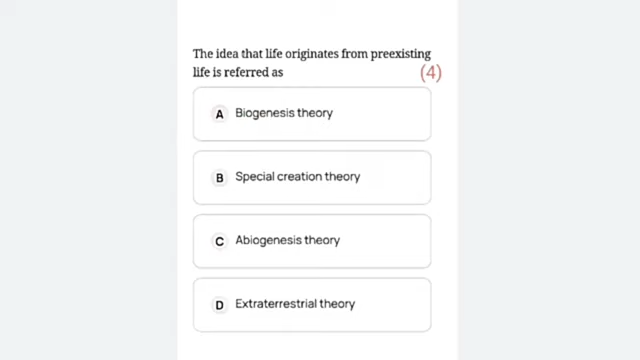 The idea that life originates from preexisting
life is referred as (4)
A Biogenesis theory
B Special creation theory
C Abiogenesis theory
D Extraterrestrial theory